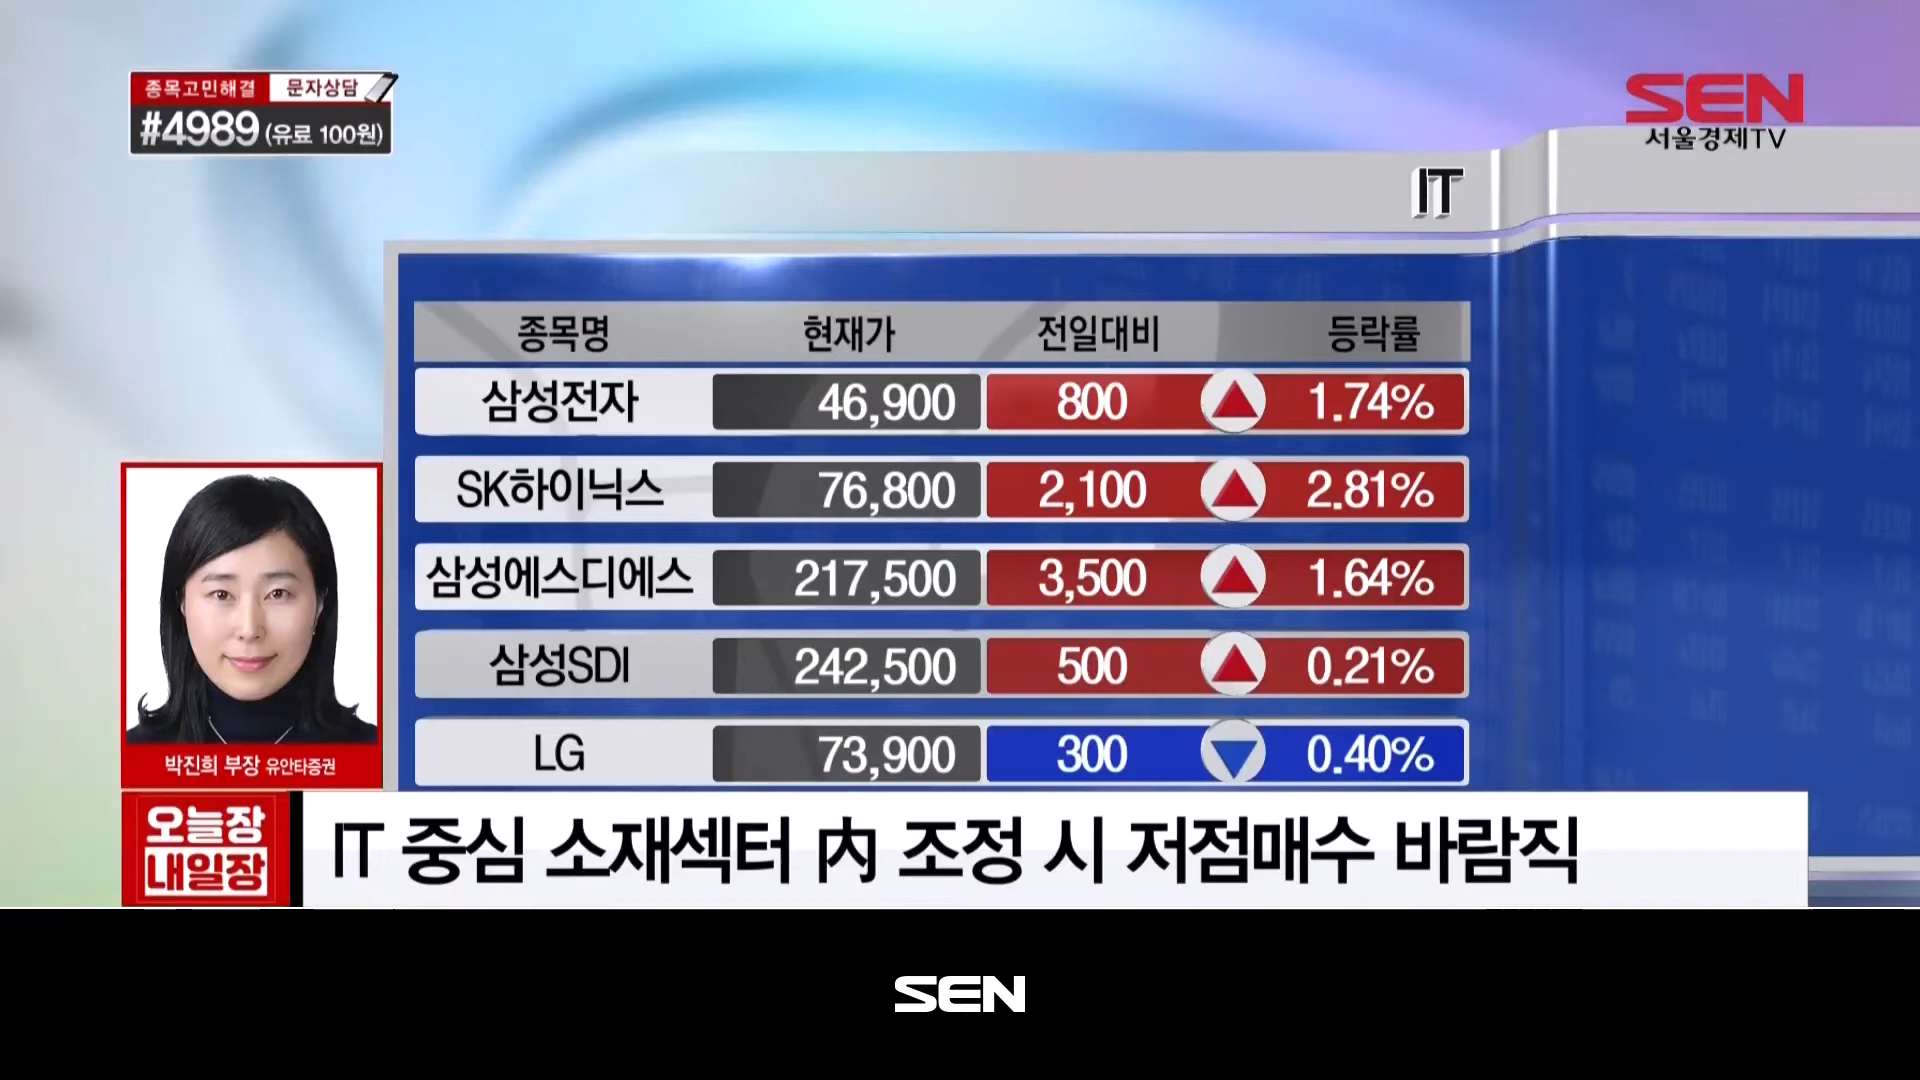 종목고민해결 문자상담
#4989 (유료 100원)
SEN
서울경제TV
IT
종목명 현재가 전일대비 등락률
삼성전자 46,900 800 1.74%
SK하이닉스 76,800 2,100 2.81%
삼성에스디에스 217,500 3,500 1.64%
삼성SDI 242,500 500 0.21%
LG 73,900 300 0.40%
박진희 부장 유안타증권
오늘장
내일장
IT 중심 소재섹터 內 조정 시 저점매수 바람직
SEN